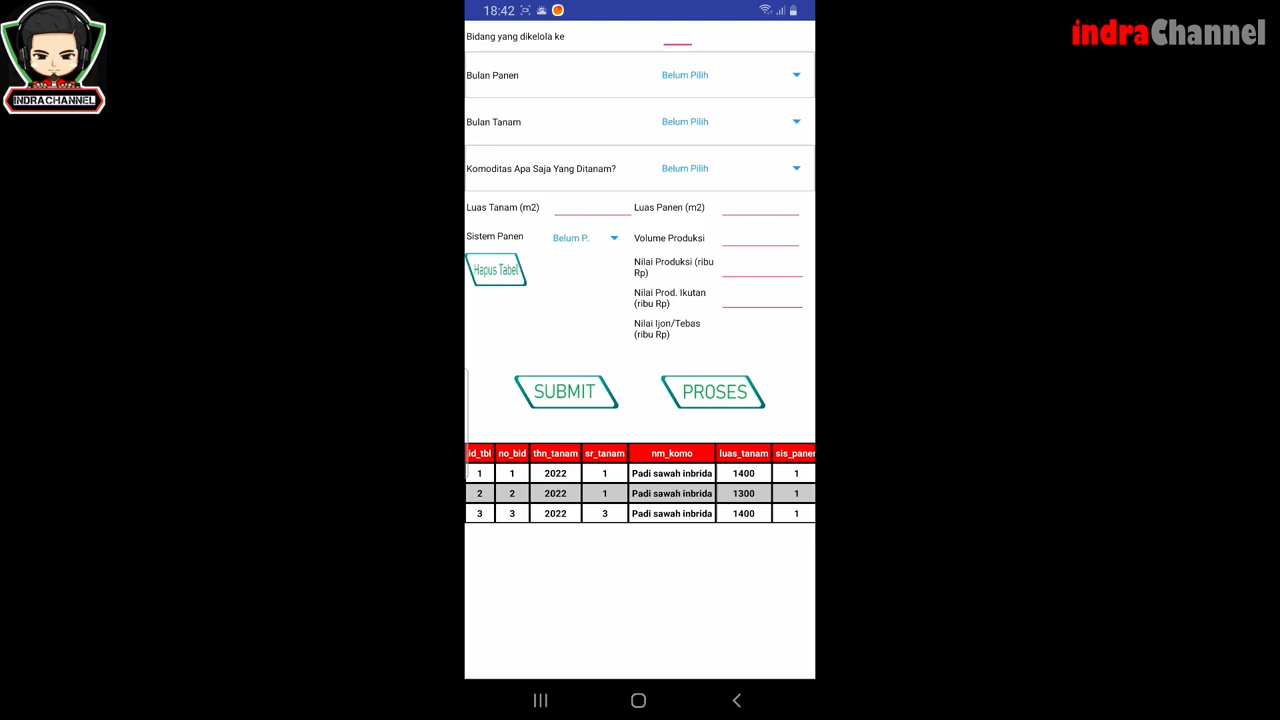 18:42
indraChannel
INDRACHANNEL
Bidang yang dikelola ke
Bulan Panen Belum Pilih
Bulan Tanam Belum Pilih
Komoditas Apa Saja Yang Ditanam? Belum Pilih
Luas Tanam (m2) Luas Panen (m2)
Sistem Panen Belum P.. Volume Produksi
Hapus Tabel
Nilai Produksi (ribu
Rp)
Nilai Prod. Ikutan
(ribu Rp)
Nilai Ijon/Tebas
(ribu Rp)
SUBMIT PROSES
id_tbl no_bid thn_tanam sr_tanam nm_komo luas_tanam sis_panen
1 1 2022 1 Padi sawah inbrida 1400 1
2 2 2022 1 Padi sawah inbrida 1300 1
3 3 2022 3 Padi sawah inbrida 1400 1